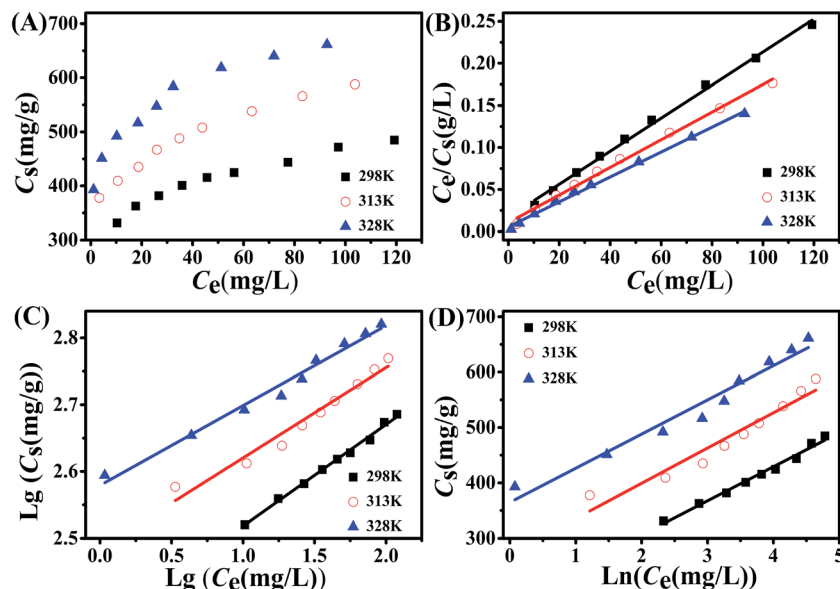 (A)
700
600
500
400
300
Cs(mg/g)
298K
313K
328K
0 20 40 60 80 100 120
Ce(mg/L)
(B)
0.25
0.20
0.15
0.10
0.05
0.00
Ce/Cs(g/L)
298K
313K
328K
0 20 40 60 80 100 120
Ce(mg/L)
(C)
2.8
2.7
2.6
2.5
Lg (Cs(mg/g))
298K
313K
328K
0.0 0.5 1.0 1.5 2.0
Lg (Ce(mg/L))
(D)
700
600
500
400
300
Cs(mg/g)
298K
313K
328K
0 1 2 3 4 5
Ln(Ce(mg/L))